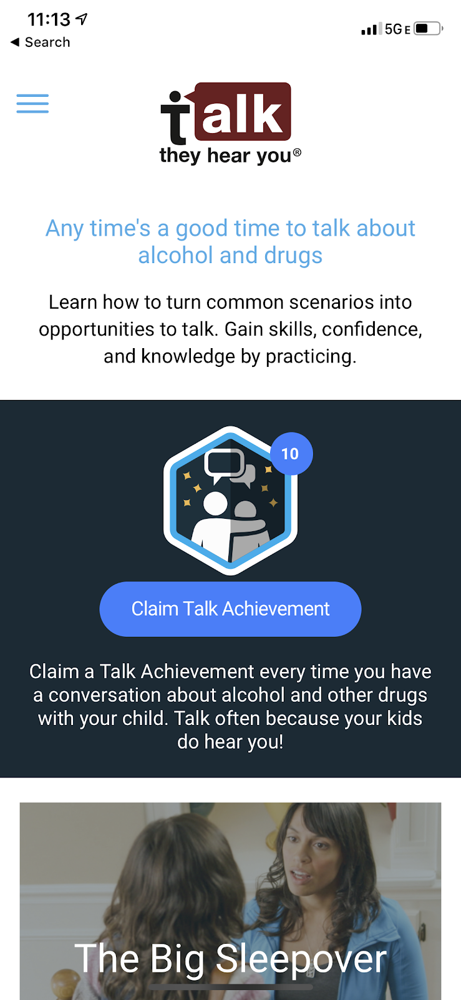 11:13
5GE
◀ Search
talk
they hear you®
Any time's a good time to talk about
alcohol and drugs
Learn how to turn common scenarios into
opportunities to talk. Gain skills, confidence,
and knowledge by practicing.
10
Claim Talk Achievement
Claim a Talk Achievement every time you have
a conversation about alcohol and other drugs
with your child. Talk often because your kids
do hear you!
The Big Sleepover